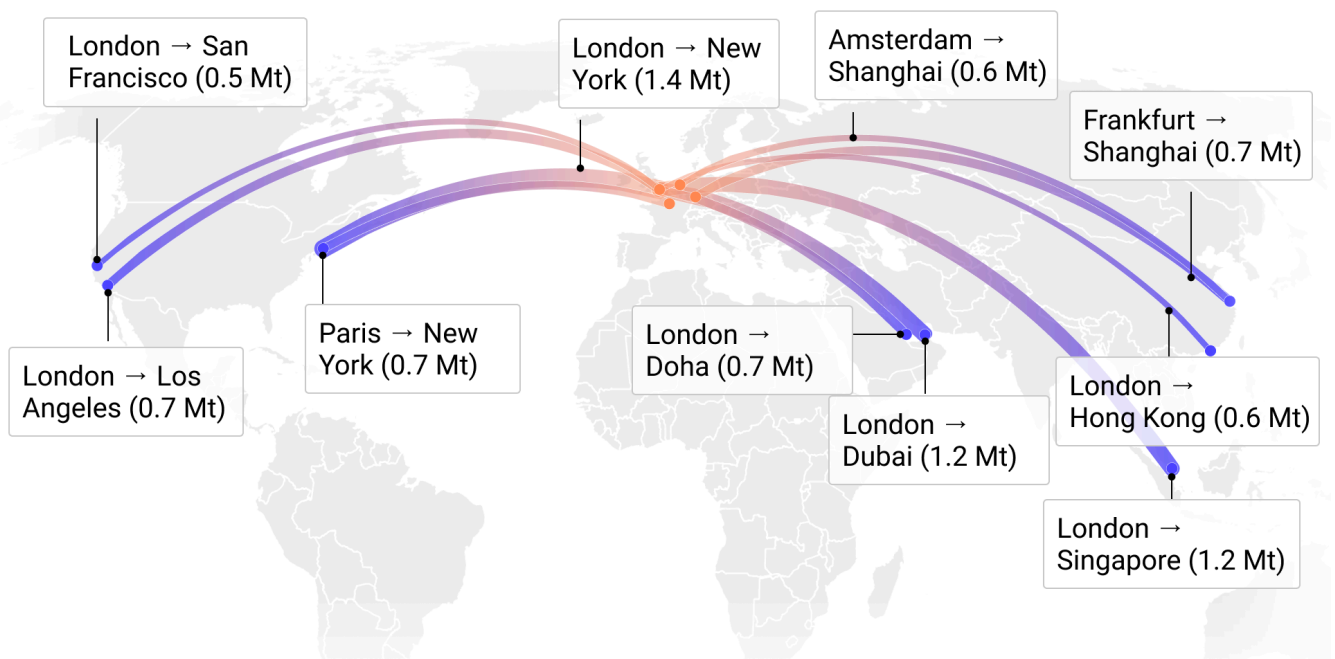 London → San
Francisco (0.5 Mt)
London → New
York (1.4 Mt)
Amsterdam →
Shanghai (0.6 Mt)
Frankfurt →
Shanghai (0.7 Mt)
London → Los
Angeles (0.7 Mt)
Paris → New
York (0.7 Mt)
London →
Doha (0.7 Mt)
London →
Dubai (1.2 Mt)
London →
Hong Kong (0.6 Mt)
London →
Singapore (1.2 Mt)